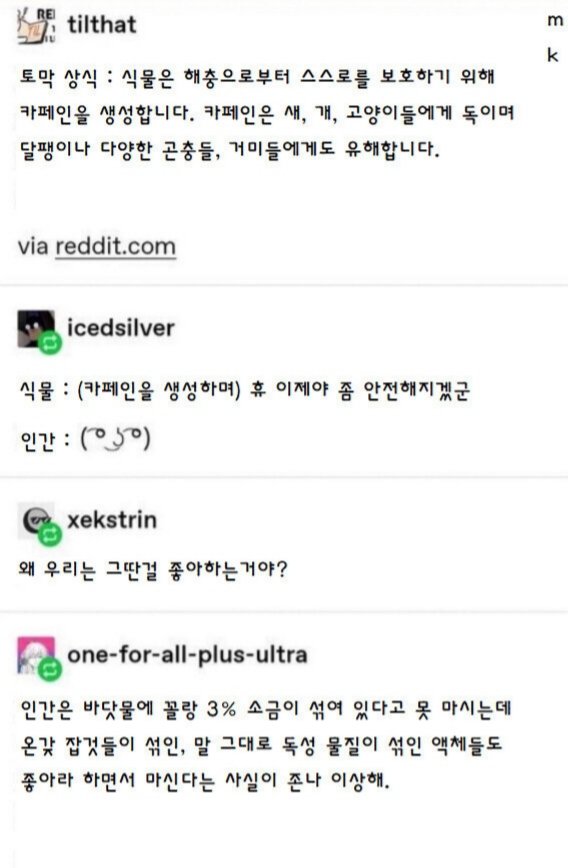 tilthat
m
k
토막 상식 : 식물은 해충으로부터 스스로를 보호하기 위해
카페인을 생성합니다. 카페인은 새, 개, 고양이들에게 독이며
달팽이나 다양한 곤충들, 거미들에게도 유해합니다.
via reddit.com
icedsilver
식물 : (카페인을 생성하며) 휴 이제야 좀 안전해지겠군
인간 : ( ͡° ͜ʖ ͡°)
xekstrin
왜 우리는 그딴걸 좋아하는거야?
one-for-all-plus-ultra
인간은 바닷물에 꼴랑 3% 소금이 섞여 있다고 못 마시는데
온갖 잡것들이 섞인, 말 그대로 독성 물질이 섞인 액체들도
좋아라 하면서 마신다는 사실이 존나 이상해.